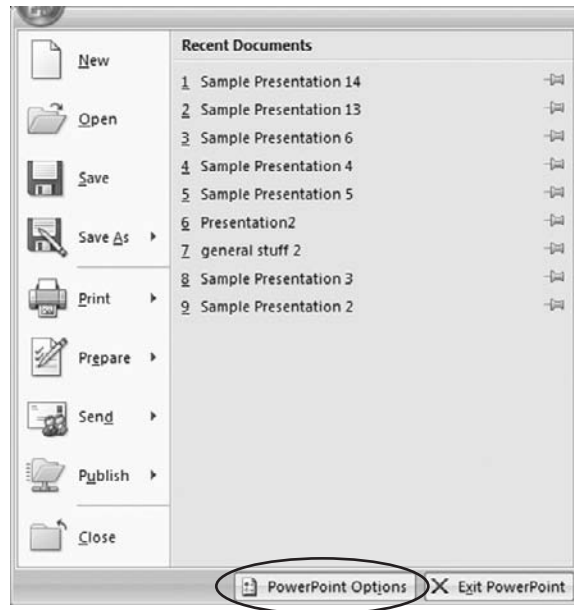 New
Open
Save
Save As
Print
Prepare
Send
Publish
Close
Recent Documents
1 Sample Presentation 14
2 Sample Presentation 13
3 Sample Presentation 6
4 Sample Presentation 4
5 Sample Presentation 5
6 Presentation2
7 general stuff 2
8 Sample Presentation 3
9 Sample Presentation 2
PowerPoint Options
Exit PowerPoint